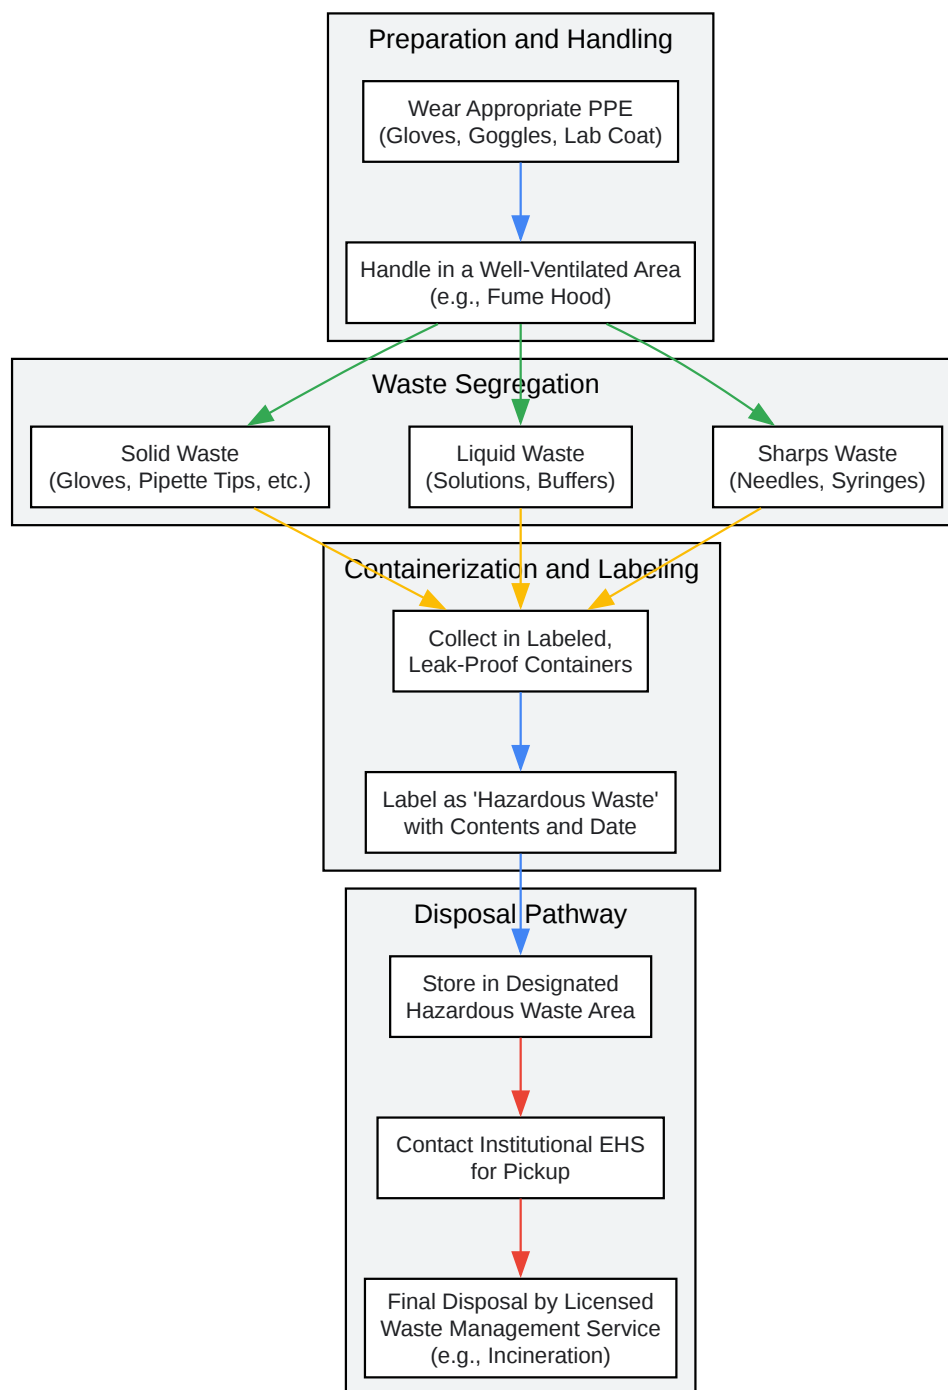 Preparation and Handling
Wear Appropriate PPE
(Gloves, Goggles, Lab Coat)
Handle in a Well-Ventilated Area
(e.g., Fume Hood)
Waste Segregation
Solid Waste
(Gloves, Pipette Tips, etc.)
Liquid Waste
(Solutions, Buffers)
Sharps Waste
(Needles, Syringes)
Containerization and Labeling
Collect in Labeled,
Leak-Proof Containers
Label as 'Hazardous Waste'
with Contents and Date
Disposal Pathway
Store in Designated
Hazardous Waste Area
Contact Institutional EHS
for Pickup
Final Disposal by Licensed
Waste Management Service
(e.g., Incineration)